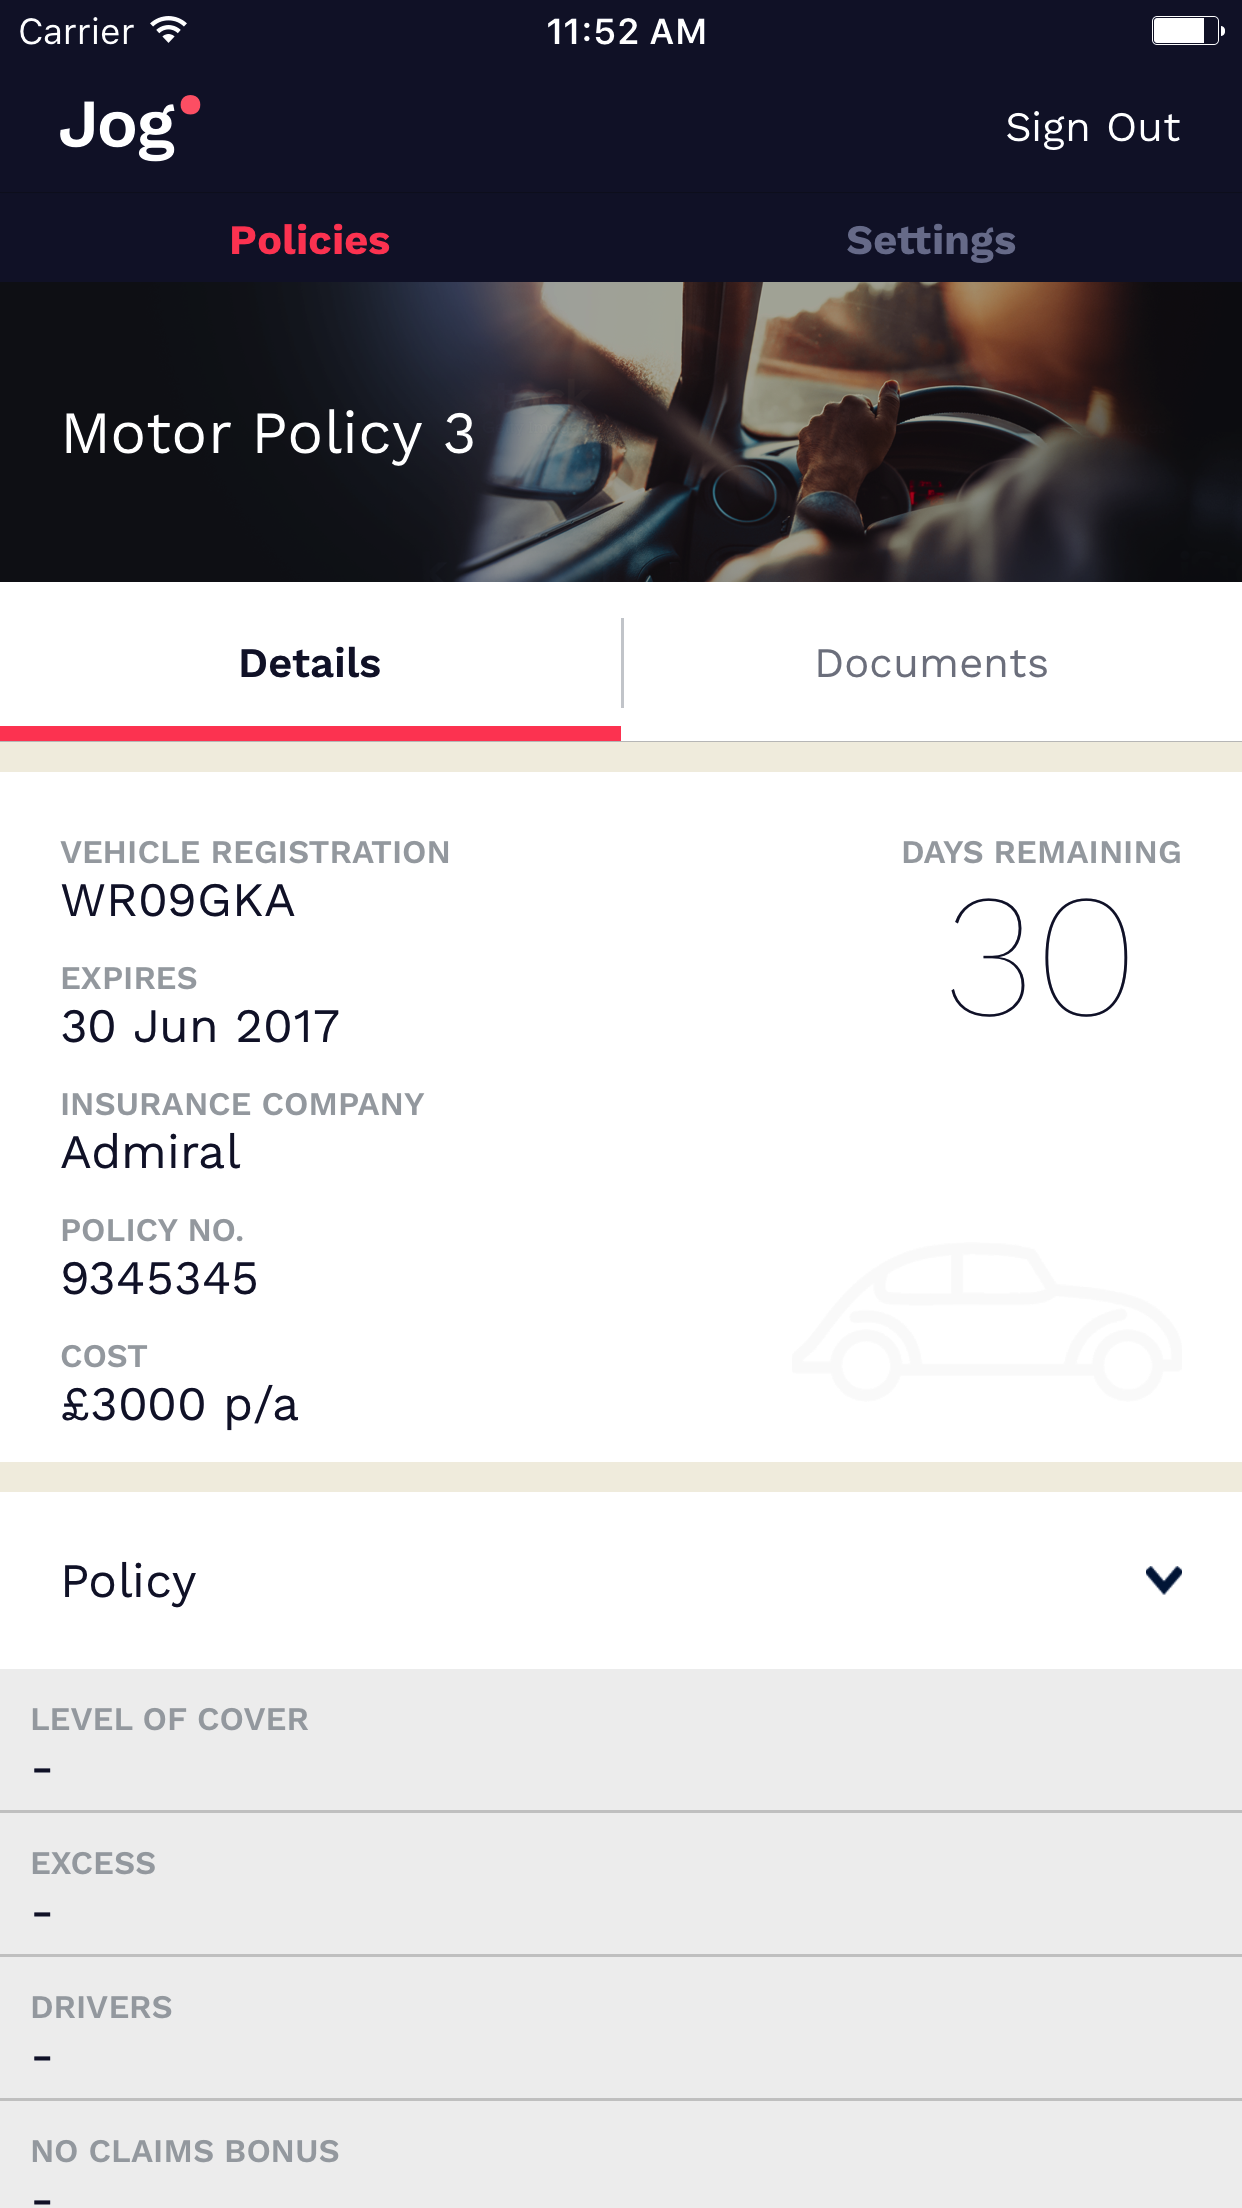 Carrier 11:52 AM
Jog
Sign Out
Policies Settings
Motor Policy 3
Details Documents
VEHICLE REGISTRATION
WR09GKA
DAYS REMAINING
30
EXPIRES
30 Jun 2017
INSURANCE COMPANY
Admiral
POLICY NO.
9345345
COST
£3000 p/a
Policy
LEVEL OF COVER
-
EXCESS
-
DRIVERS
-
NO CLAIMS BONUS
-